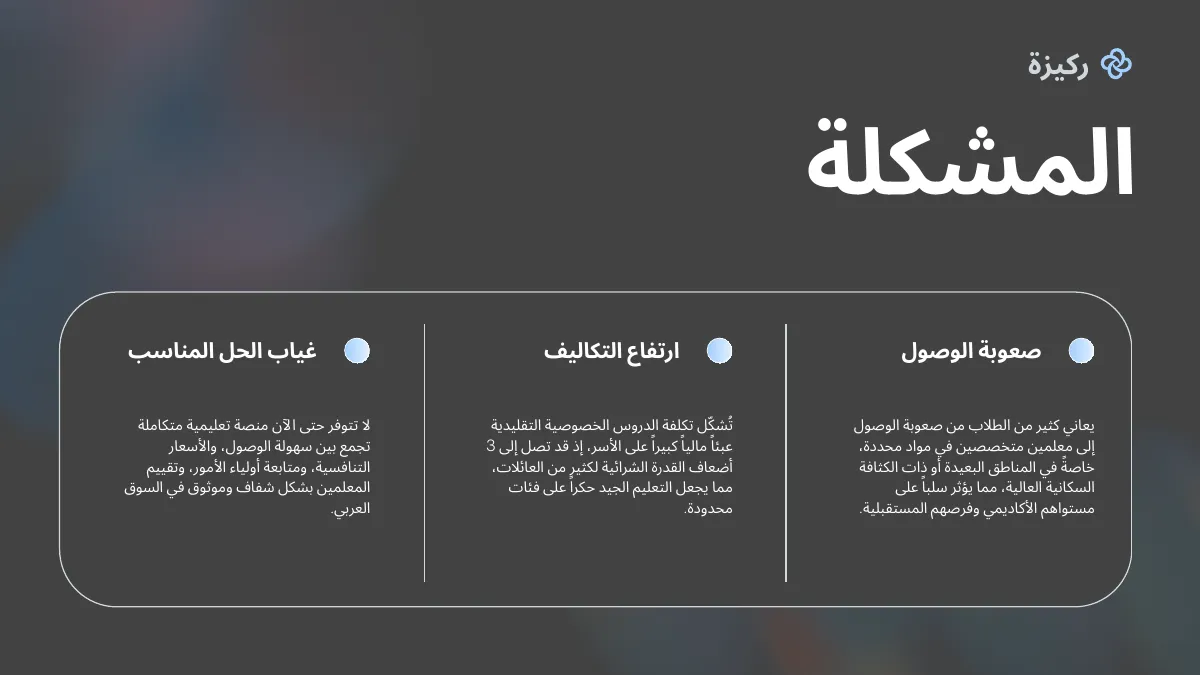 ركيزة
المشكلة
صعوبة الوصول
يعاني كثير من الطلاب من صعوبة الوصول
إلى معلمين متخصصين في مواد محددة،
خاصةً في المناطق البعيدة أو ذات الكثافة
السكانية العالية، مما يؤثر سلباً على
مستواهم الأكاديمي وفرصهم المستقبلية.
ارتفاع التكاليف
تُشكّل تكلفة الدروس الخصوصية التقليدية
عبئاً مالياً كبيراً على الأسر، إذ قد تصل إلى 3
أضعاف القدرة الشرائية لكثير من العائلات،
مما يجعل التعليم الجيد حكراً على فئات
محدودة.
غياب الحل المناسب
لا تتوفر حتى الآن منصة تعليمية متكاملة
تجمع بين سهولة الوصول، والأسعار
التنافسية، ومتابعة أولياء الأمور، وتقييم
المعلمين بشكل شفاف وموثوق في السوق
العربي.